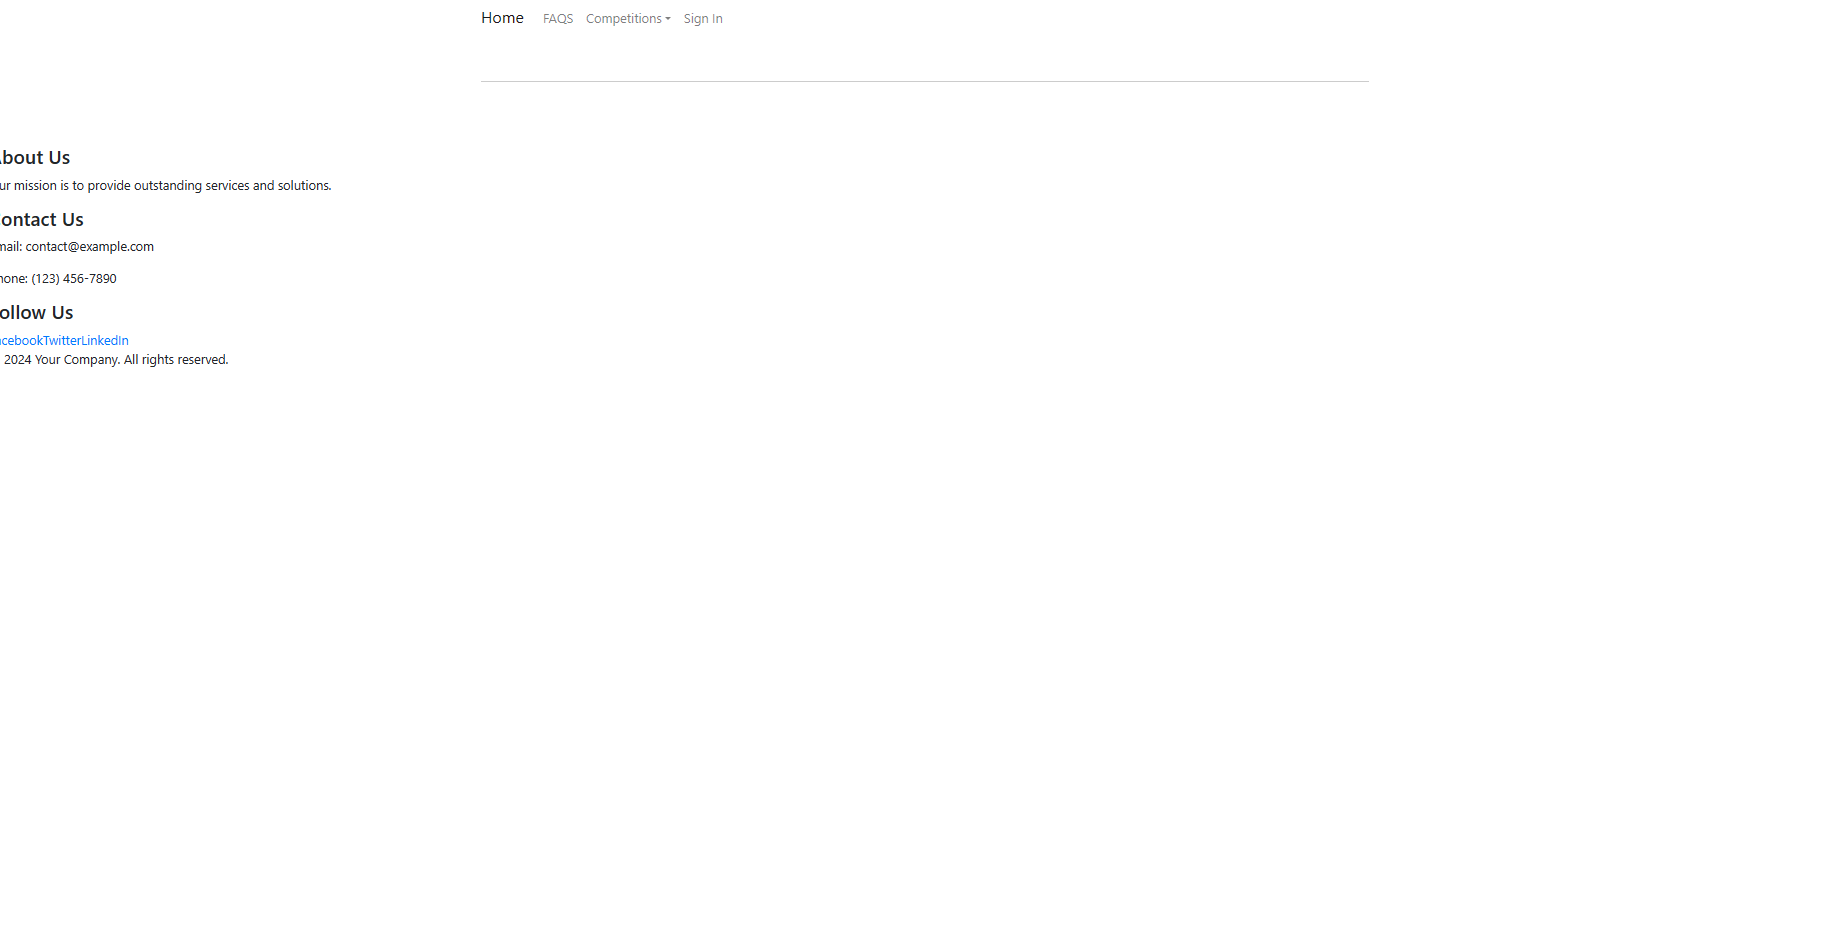 Home FAQS Competitions Sign In
bout Us
ur mission is to provide outstanding services and solutions.
ontact Us
mail: contact@example.com
hone: (123) 456-7890
ollow Us
acebookTwitterLinkedIn
2024 Your Company. All rights reserved.